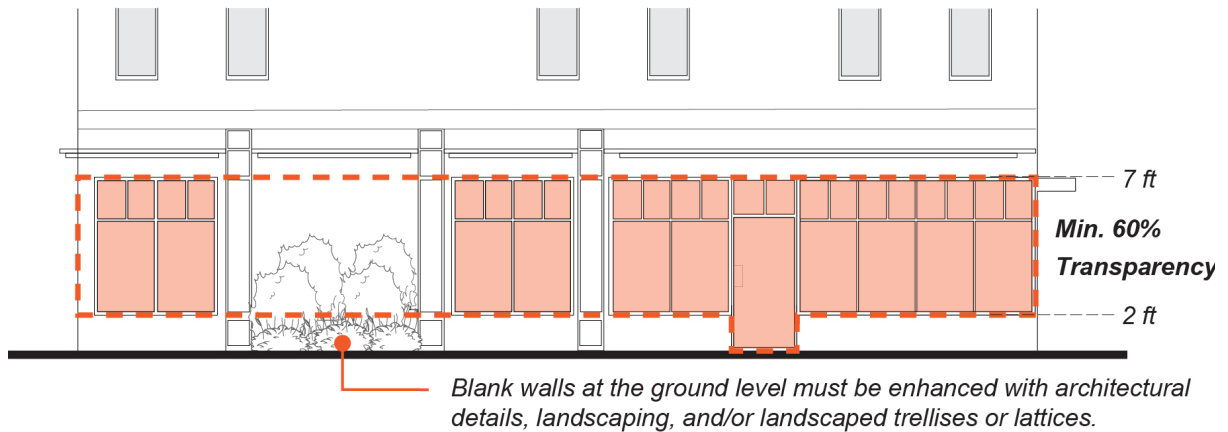 7 ft
Min. 60%
Transparency
2 ft
Blank walls at the ground level must be enhanced with architectural
details, landscaping, and/or landscaped trellises or lattices.